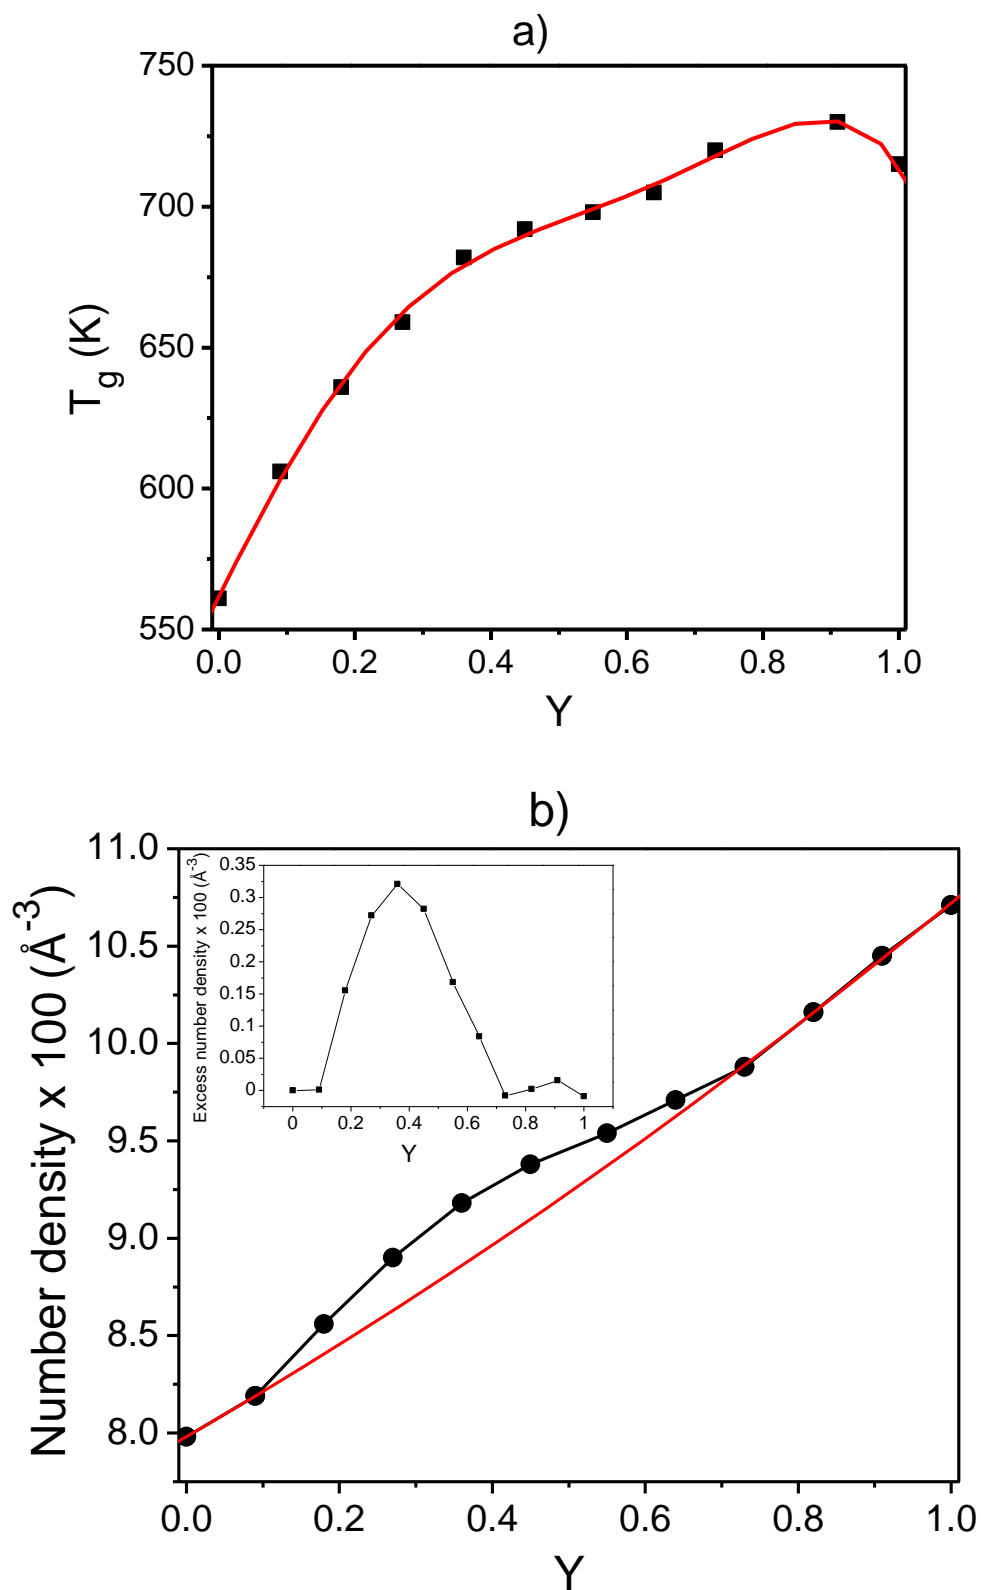 a)
750
700
650
600
550
T_g (K)
0.0 0.2 0.4 0.6 0.8 1.0
Y
b)
11.0
10.5
10.0
9.5
9.0
8.5
8.0
Number density x 100 (Å⁻³)
0.35
0.3
0.25
0.2
0.15
0.1
0.05
0
Excess number density x 100 (Å⁻³)
0 0.2 0.4 0.6 0.8 1
Y
0.0 0.2 0.4 0.6 0.8 1.0
Y